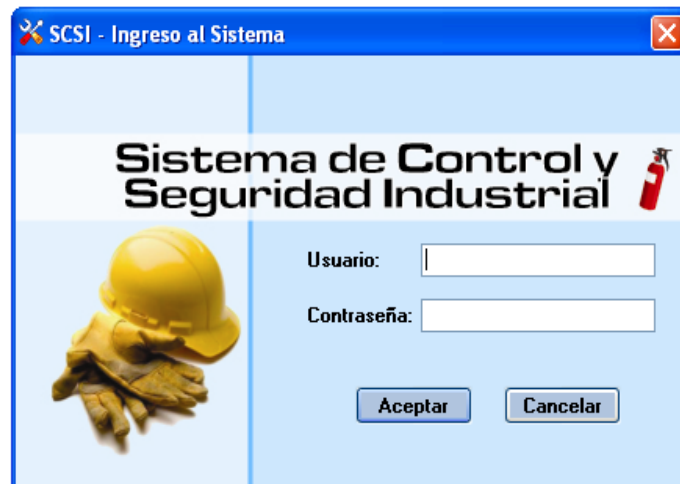 SCSI - Ingreso al Sistema
Sistema de Control y
Seguridad Industrial
Usuario:
Contraseña:
Aceptar
Cancelar